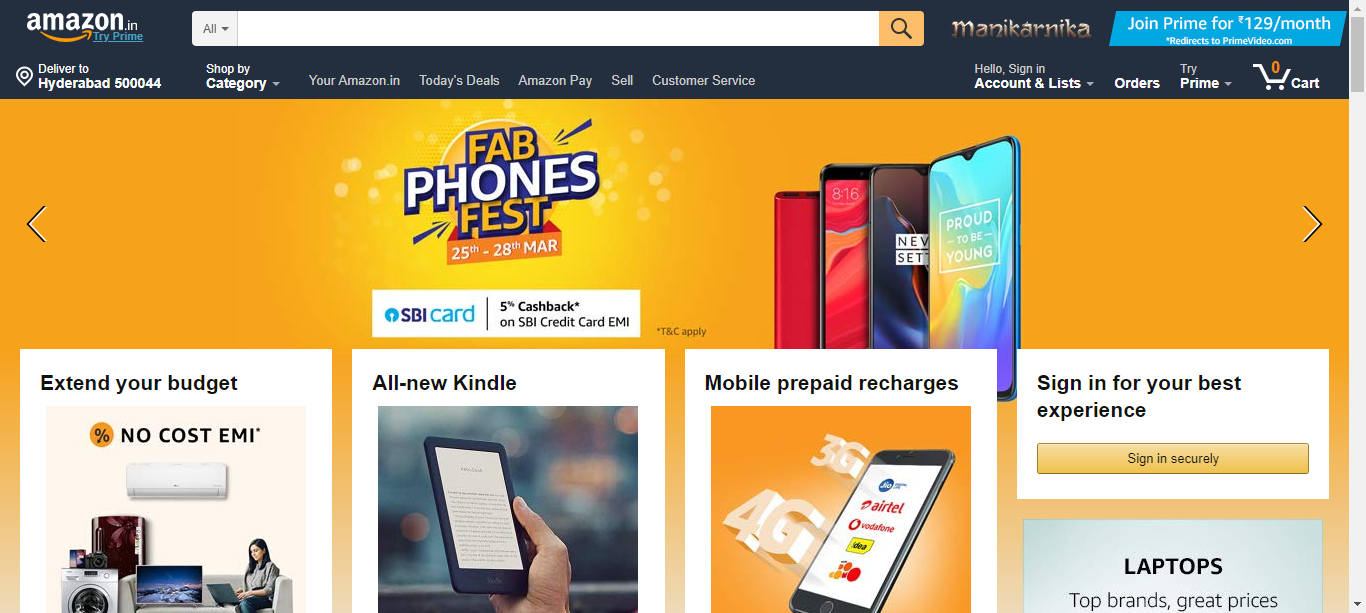 amazon.in
Try Prime
All
Manikarnika
Join Prime for ₹129/month
*Redirects to PrimeVideo.com
Deliver to
Hyderabad 500044
Shop by
Category
Your Amazon.in
Today's Deals
Amazon Pay
Sell
Customer Service
Hello, Sign in
Account & Lists
Orders
Try
Prime
0
Cart
FAB
PHONES
FEST
25th - 28th MAR
SBI card
5% Cashback*
on SBI Credit Card EMI
*T&C apply
8:16
NEV
SET
PROUD
TO BE
YOUNG
Extend your budget
% NO COST EMI*
All-new Kindle
kindle
Mobile prepaid recharges
3G
4G
Jio
airtel
vodafone
idea
Sign in for your best
experience
Sign in securely
LAPTOPS
Top brands, great prices